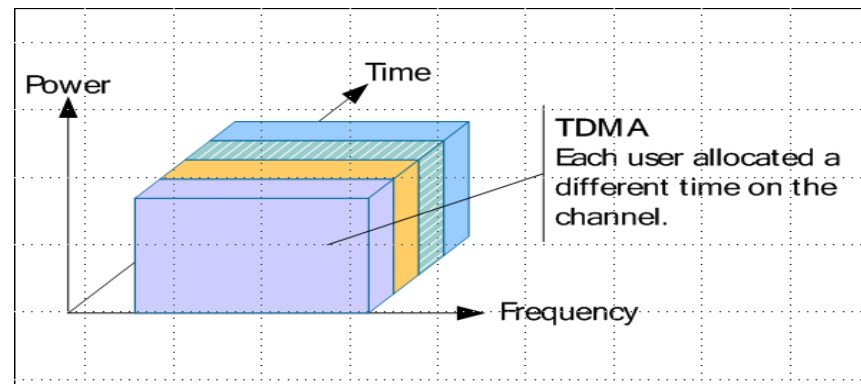 Time
Power
TDMA
Each user allocated a
different time on the
channel.
Frequency